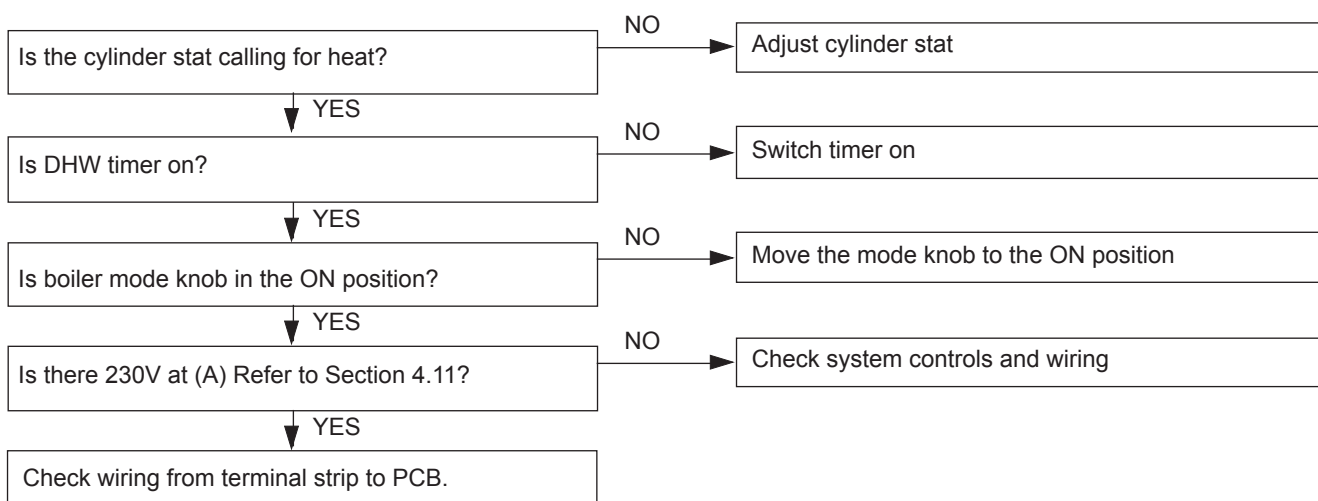 Is the cylinder stat calling for heat?
NO
Adjust cylinder stat
YES
Is DHW timer on?
NO
Switch timer on
YES
Is boiler mode knob in the ON position?
NO
Move the mode knob to the ON position
YES
Is there 230V at (A) Refer to Section 4.11?
NO
Check system controls and wiring
YES
Check wiring from terminal strip to PCB.